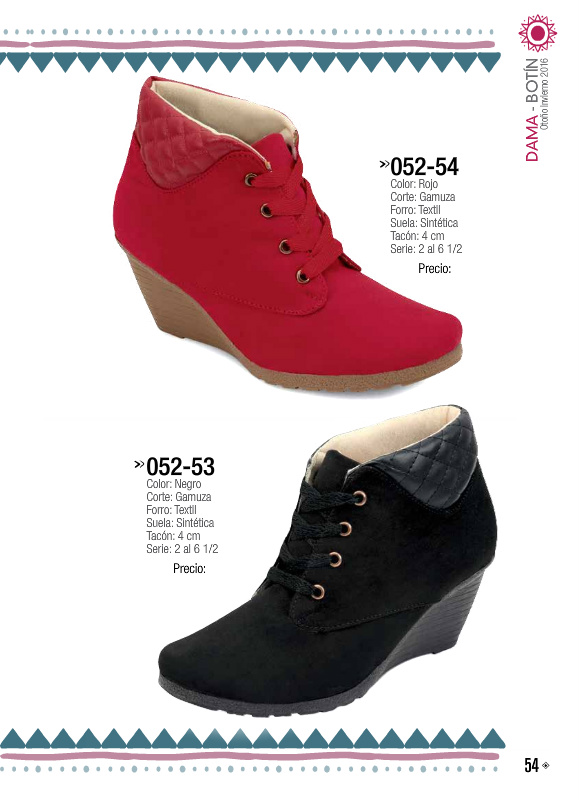 DAMA - BOTÍN
Otoño Invierno 2016
052-54
Color: Rojo
Corte: Gamuza
Forro: Textil
Suela: Sintética
Tacón: 4 cm
Serie: 2 al 6 1/2
Precio:
052-53
Color: Negro
Corte: Gamuza
Forro: Textil
Suela: Sintética
Tacón: 4 cm
Serie: 2 al 6 1/2
Precio:
54